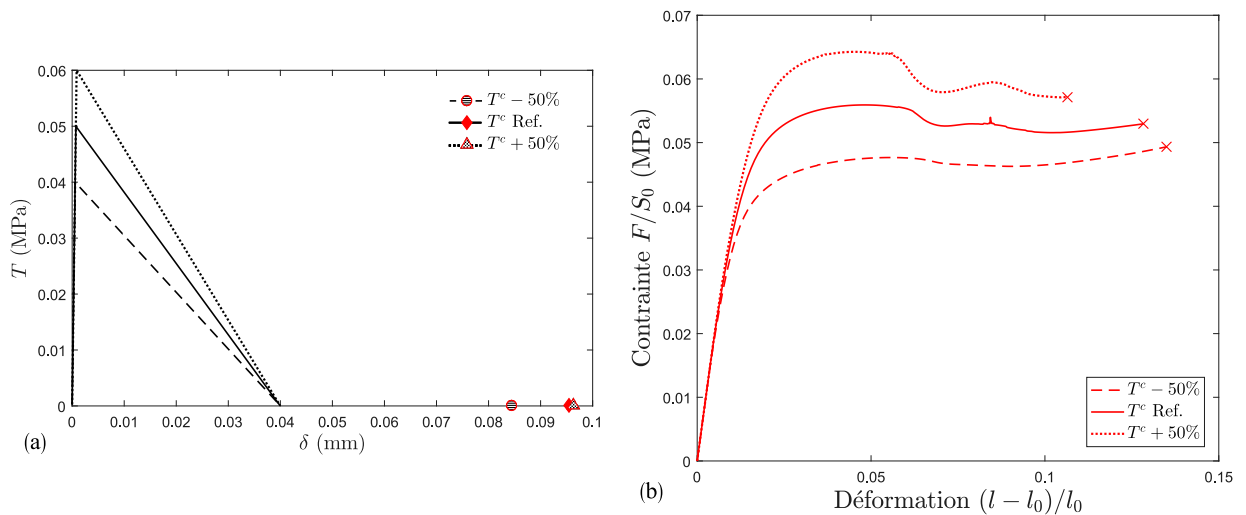 0.06
0.05
0.04
0.03
0.02
0.01
0
T (MPa)
0 0.01 0.02 0.03 0.04 0.05 0.06 0.07 0.08 0.09 0.1
δ (mm)
T^c − 50%
T^c Ref.
T^c + 50%
(a)
0.07
0.06
0.05
0.04
0.03
0.02
0.01
0
Contrainte F/S_0 (MPa)
0 0.05 0.1 0.15
Déformation (l − l_0)/l_0
T^c − 50%
T^c Ref.
T^c + 50%
(b)